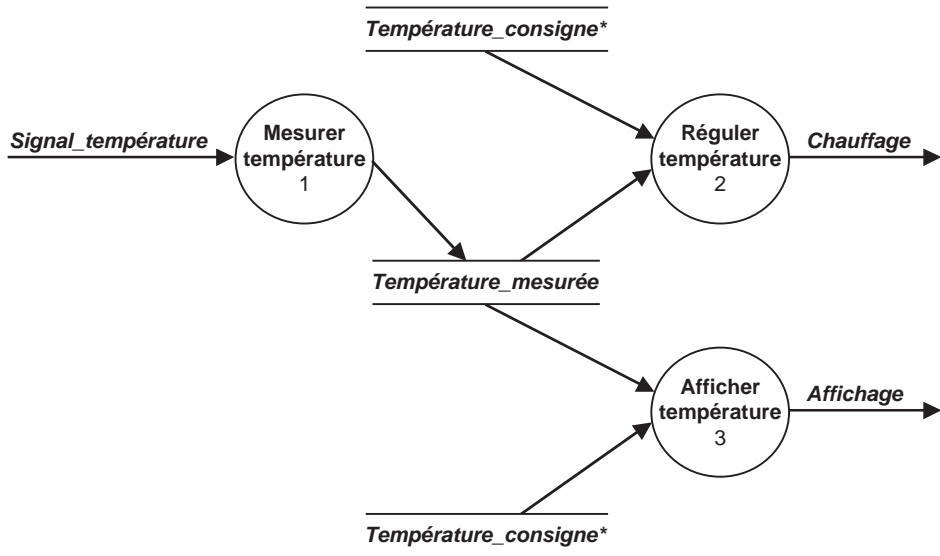 Température_consigne*
Signal_température
Mesurer
température
1
Réguler
température
2
Chauffage
Température_mesurée
Afficher
température
3
Affichage
Température_consigne*